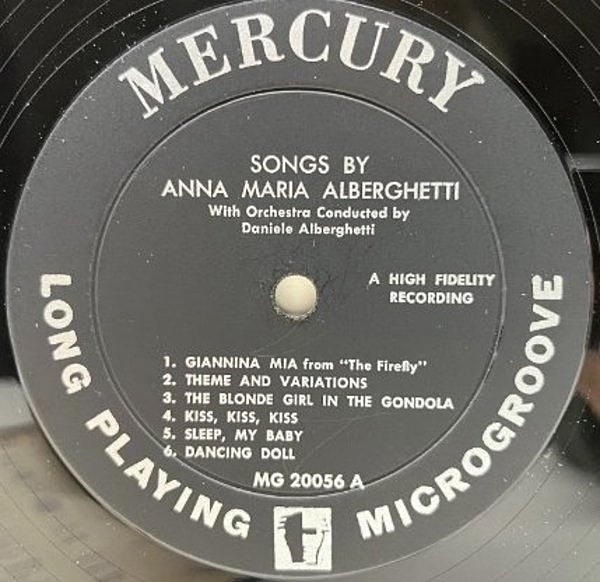 MERCURY
SONGS BY
ANNA MARIA ALBERGHETTI
With Orchestra Conducted by
Daniele Alberghetti
A HIGH FIDELITY
RECORDING
1. GIANNINA MIA from "The Firefly"
2. THEME AND VARIATIONS
3. THE BLONDE GIRL IN THE GONDOLA
4. KISS, KISS, KISS
5. SLEEP, MY BABY
6. DANCING DOLL
MG 20056 A
LONG PLAYING MICROGROOVE